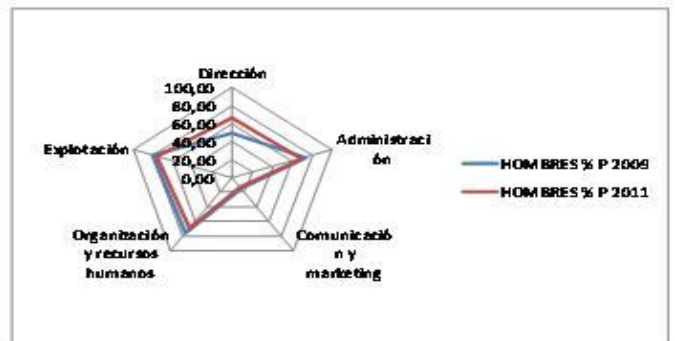 Dirección
100,00
80,00
60,00
40,00
20,00
0,00
Explotación
Administraci
ón
HOMBRES % P 2009
HOMBRES % P 2011
Organización
y recursos
humanos
Comunicació
n y
marketing